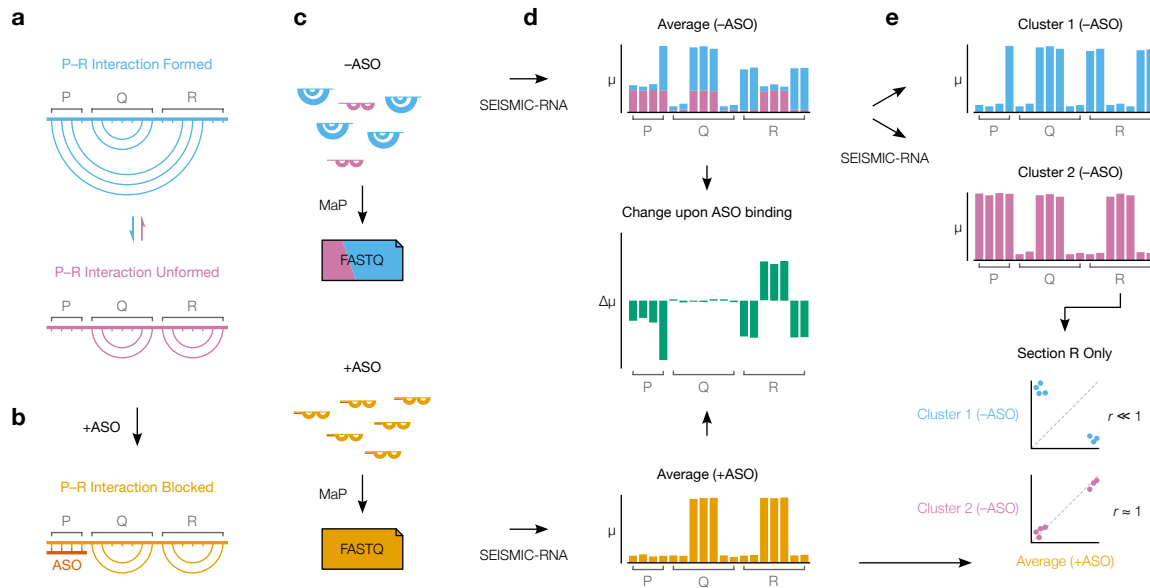 a
P–R Interaction Formed
P
Q
R
P–R Interaction Unformed
P
Q
R
b
+ASO
P–R Interaction Blocked
P
Q
R
ASO
c
–ASO
MaP
FASTQ
+ASO
MaP
FASTQ
SEISMIC-RNA
SEISMIC-RNA
d
Average (–ASO)
μ
P
Q
R
Change upon ASO binding
Δμ
P
Q
R
Average (+ASO)
μ
P
Q
R
e
SEISMIC-RNA
Cluster 1 (–ASO)
μ
P
Q
R
Cluster 2 (–ASO)
μ
P
Q
R
Section R Only
Cluster 1 (–ASO)
r ≪ 1
Cluster 2 (–ASO)
r ≈ 1
Average (+ASO)